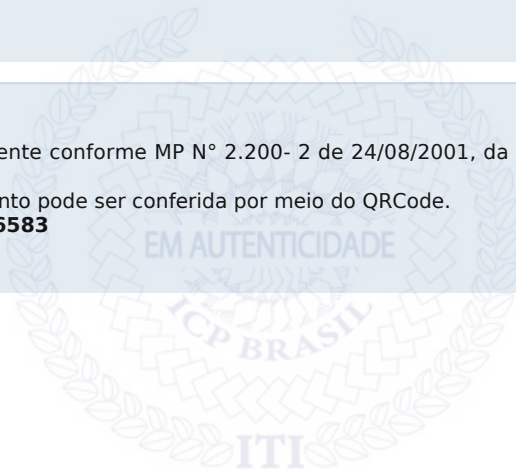 ente conforme MP N° 2.200- 2 de 24/08/2001, da
nto pode ser conferida por meio do QRCode.
6583
EM AUTENTICIDADE
ICP BRASIL
ITI